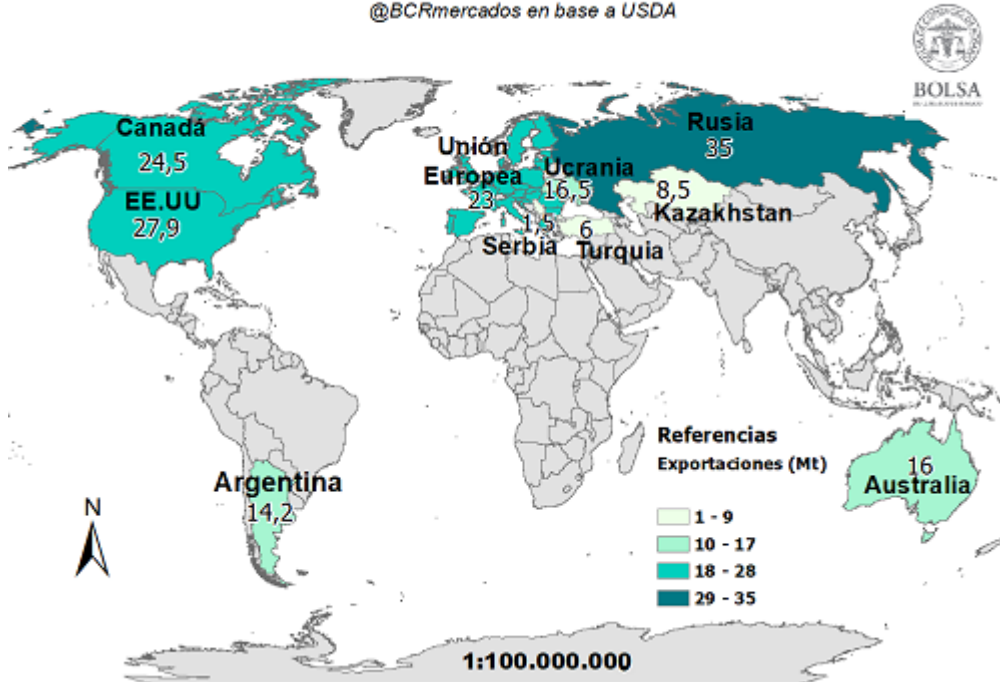 @BCRmercados en base a USDA
BOLSA
Canadá
24,5
EE.UU
27,9
Unión
Europea
23
Ucrania
16,5
Rusia
35
8,5
Kazakhstan
1,5
Serbia
6
Turquia
Argentina
14,2
16
Australia
Referencias
Exportaciones (Mt)
1 - 9
10 - 17
18 - 28
29 - 35
N
1:100.000.000